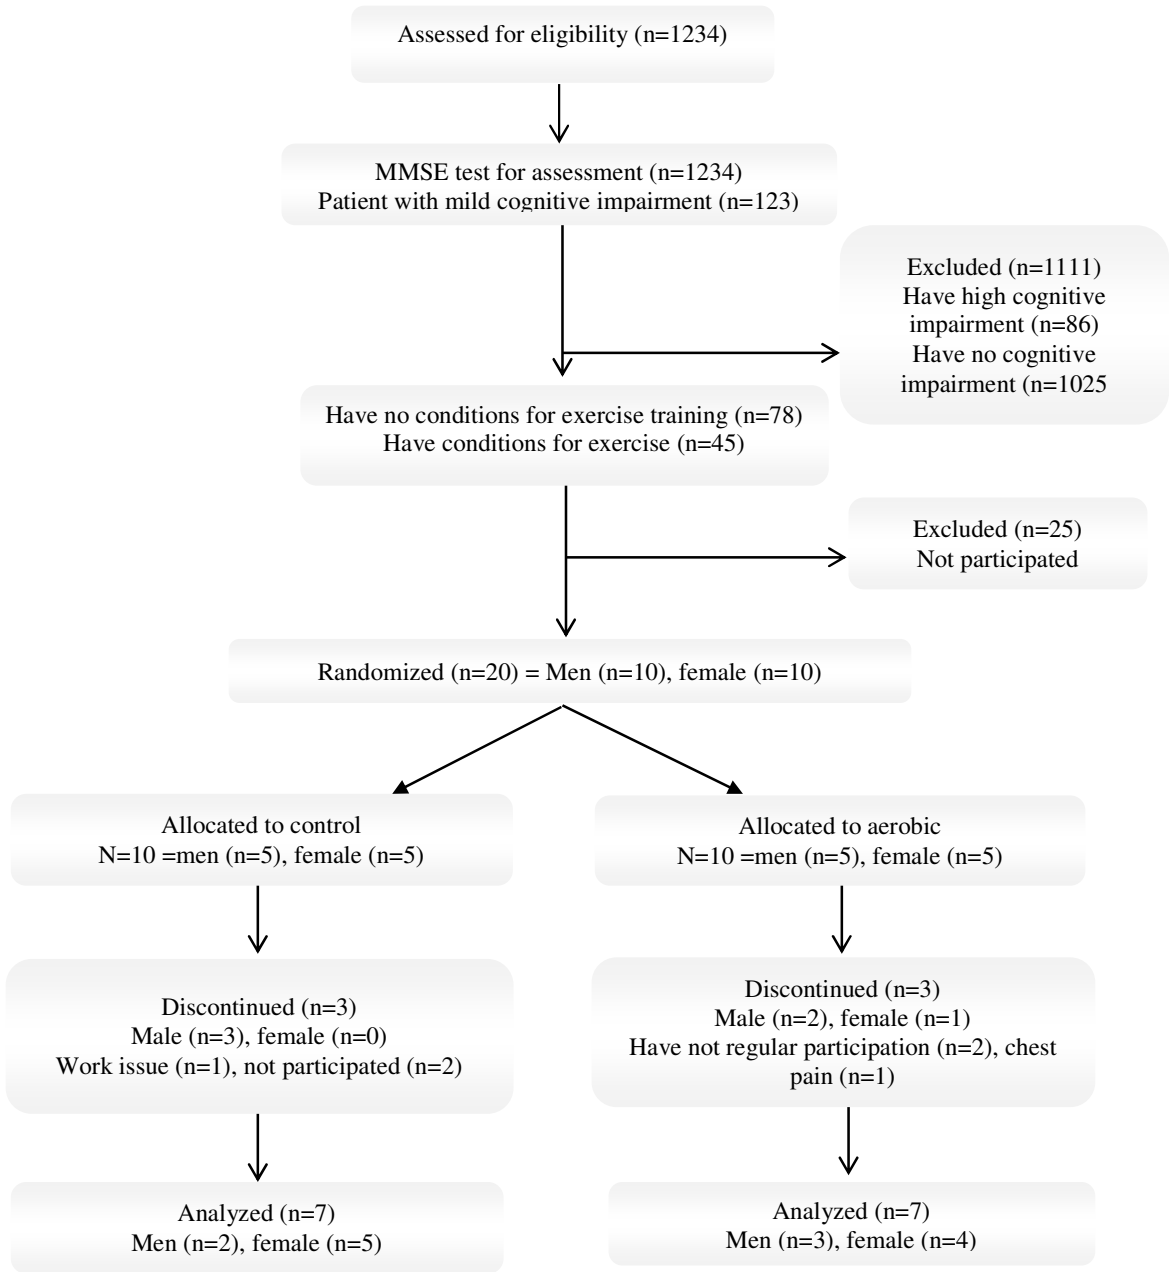 Assessed for eligibility (n=1234)
MMSE test for assessment (n=1234)
Patient with mild cognitive impairment (n=123)
Excluded (n=1111)
Have high cognitive
impairment (n=86)
Have no cognitive
impairment (n=1025
Have no conditions for exercise training (n=78)
Have conditions for exercise (n=45)
Excluded (n=25)
Not participated
Randomized (n=20) = Men (n=10), female (n=10)
Allocated to control
N=10 =men (n=5), female (n=5)
Allocated to aerobic
N=10 =men (n=5), female (n=5)
Discontinued (n=3)
Male (n=3), female (n=0)
Work issue (n=1), not participated (n=2)
Discontinued (n=3)
Male (n=2), female (n=1)
Have not regular participation (n=2), chest
pain (n=1)
Analyzed (n=7)
Men (n=2), female (n=5)
Analyzed (n=7)
Men (n=3), female (n=4)